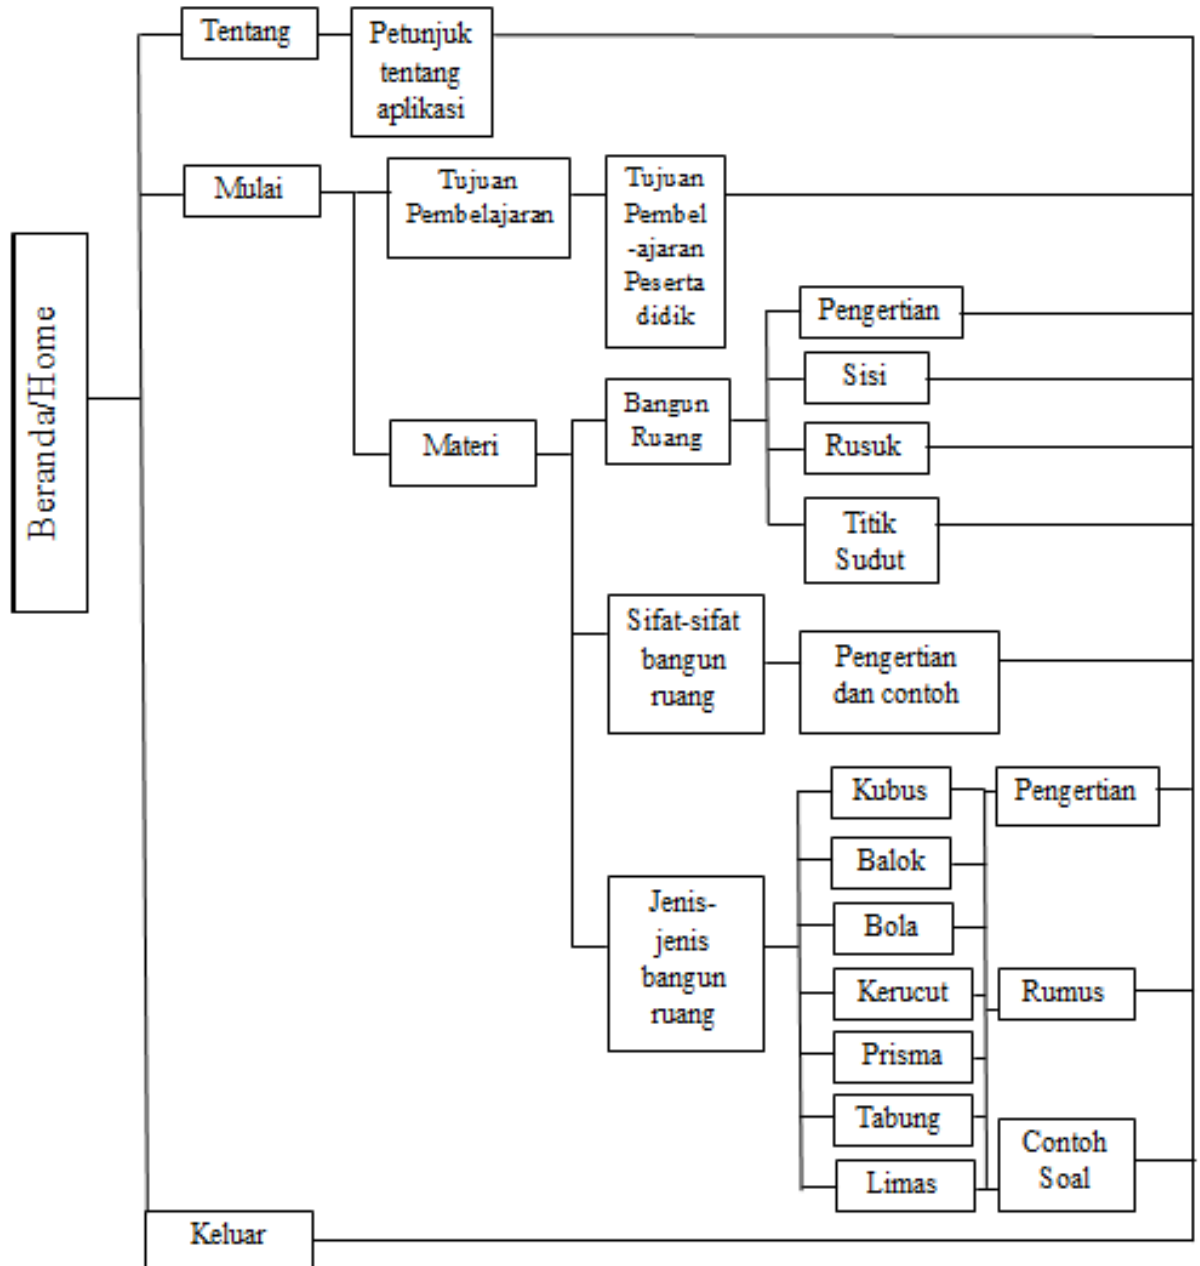 Beranda/Home
Tentang
Petunjuk
tentang
aplikasi
Mulai
Tujuan
Pembelajaran
Tujuan
Pembel
-ajaran
Peserta
didik
Materi
Bangun
Ruang
Pengertian
Sisi
Rusuk
Titik
Sudut
Sifat-sifat
bangun
ruang
Pengertian
dan contoh
Jenis-
jenis
bangun
ruang
Kubus
Balok
Bola
Kerucut
Prisma
Tabung
Limas
Pengertian
Rumus
Contoh
Soal
Keluar